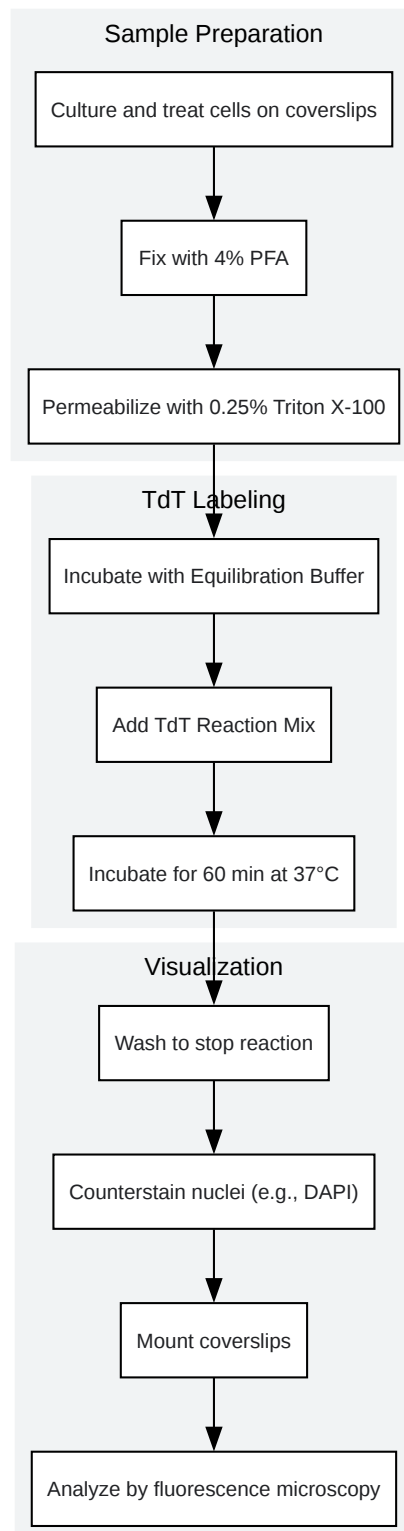 Sample Preparation
Culture and treat cells on coverslips
Fix with 4% PFA
Permeabilize with 0.25% Triton X-100
TdT Labeling
Incubate with Equilibration Buffer
Add TdT Reaction Mix
Incubate for 60 min at 37°C
Visualization
Wash to stop reaction
Counterstain nuclei (e.g., DAPI)
Mount coverslips
Analyze by fluorescence microscopy